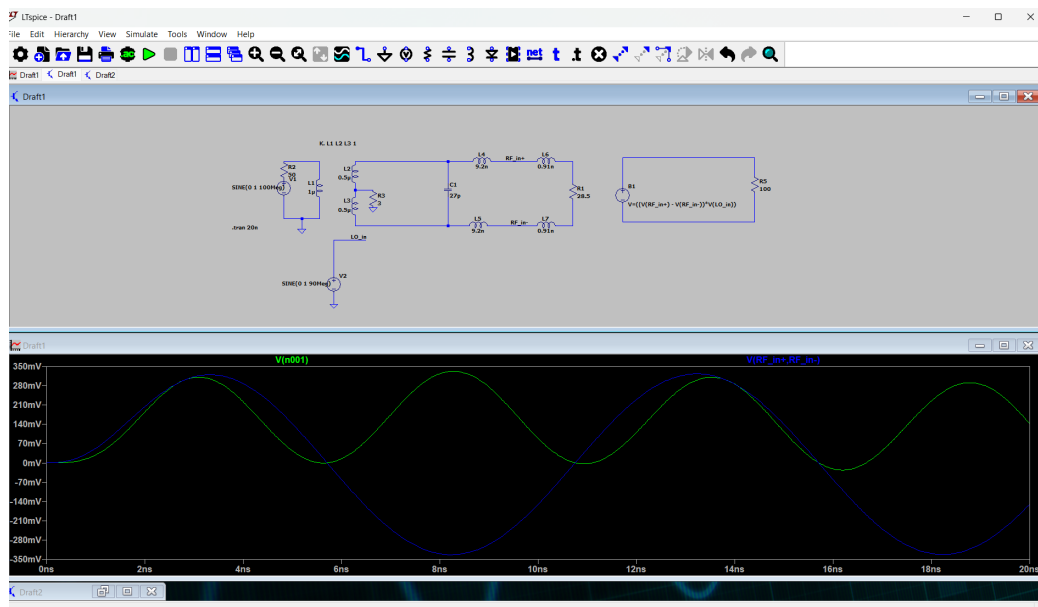 LTspice - Draft1
File Edit Hierarchy View Simulate Tools Window Help
net t .t
Draft1 Draft1 Draft2
Draft1
K. L1 L2 L3 1
R2
50
V1
SINE(0 1 100Meg)
L1
1µ
L2
0.5µ
L3
0.5µ
R3
C1
27p
L4
9.2n
RF_in+
L6
0.91n
R1
28.5
L5
9.2n
RF_in-
L7
0.91n
B1
V=((V(RF_in+) - V(RF_in-))*V(LO_in))
R5
100
.tran 20n
LO_in
V2
SINE(0 1 90Meg)
Draft1
V(n001) V(RF_in+,RF_in-)
350mV
280mV
210mV
140mV
70mV
0mV
-70mV
-140mV
-210mV
-280mV
-350mV
0ns 2ns 4ns 6ns 8ns 10ns 12ns 14ns 16ns 18ns 20ns
Draft2